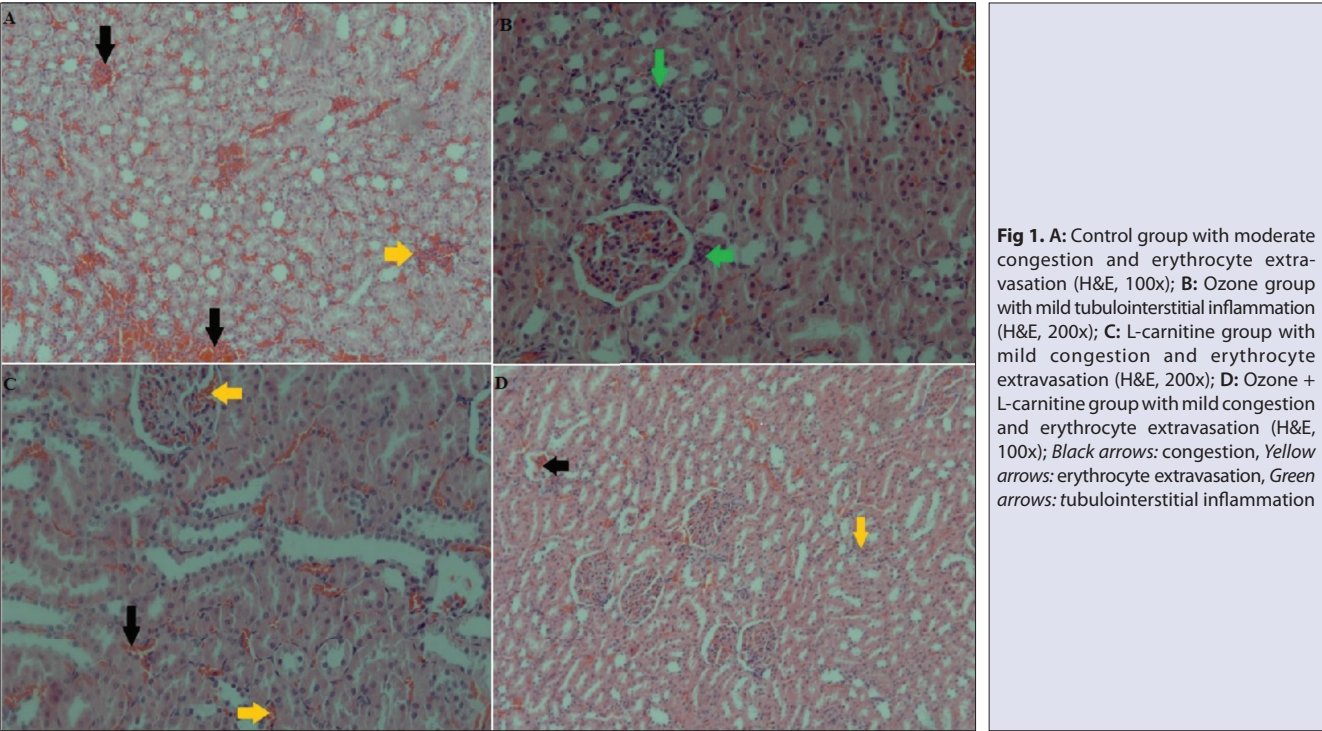 A
B
C
D
Fig 1. A: Control group with moderate
congestion and erythrocyte extra-
vasation (H&E, 100x); B: Ozone group
with mild tubulointerstitial inflammation
(H&E, 200x); C: L-carnitine group with
mild congestion and erythrocyte
extravasation (H&E, 200x); D: Ozone +
L-carnitine group with mild congestion
and erythrocyte extravasation (H&E,
100x); Black arrows: congestion, Yellow
arrows: erythrocyte extravasation, Green
arrows: tubulointerstitial inflammation